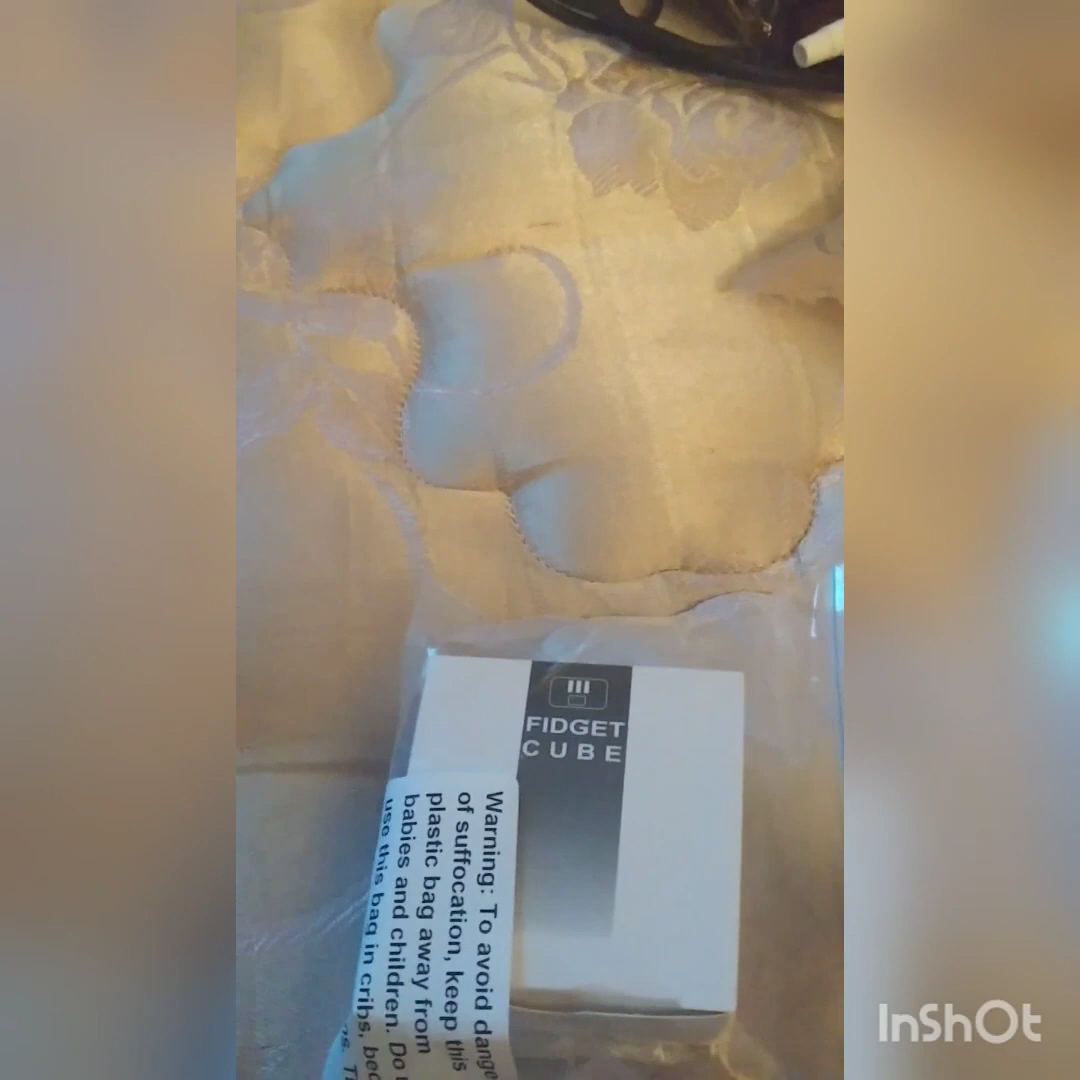 FIDGET
CUBE
Warning: To avoid
of suffocation, keep this
plastic bag away from
babies and children. Do
use this bag in cribs,
InShOt